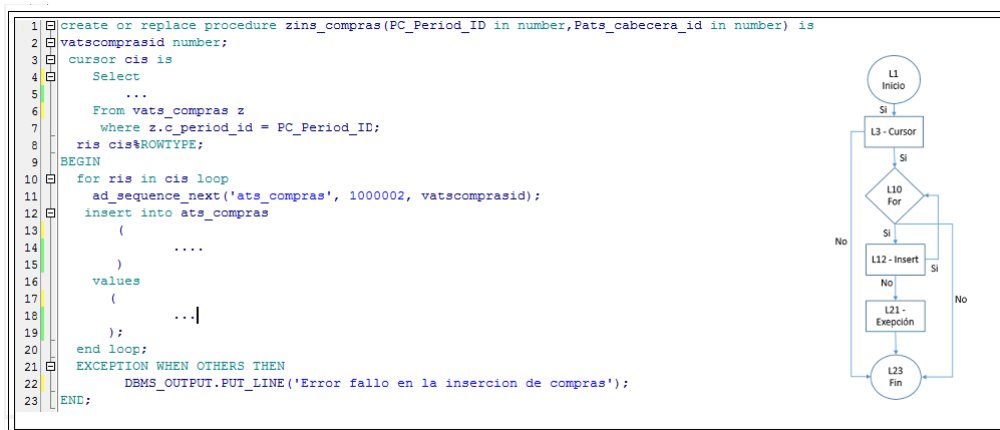 1 create or replace procedure zins_compras(PC_Period_ID in number,Pats_cabecera_id in number) is
2 vatscomprasid number;
3 cursor cis is
4 Select
5 ...
6 From vats_compras z
7 where z.c_period_id = PC_Period_ID;
8 ris cis%ROWTYPE;
9 BEGIN
10 for ris in cis loop
11 ad_sequence_next('ats_compras', 1000002, vatscomprasid);
12 insert into ats_compras
13 (
14 ....
15 )
16 values
17 (
18 ...
19 );
20 end loop;
21 EXCEPTION WHEN OTHERS THEN
22 DBMS_OUTPUT.PUT_LINE('Error fallo en la insercion de compras');
23 END;
L1
Inicio
Si
L3 - Cursor
Si
L10
For
No
Si
L12 - Insert
Si
No
No
L21 -
Exepción
L23
Fin